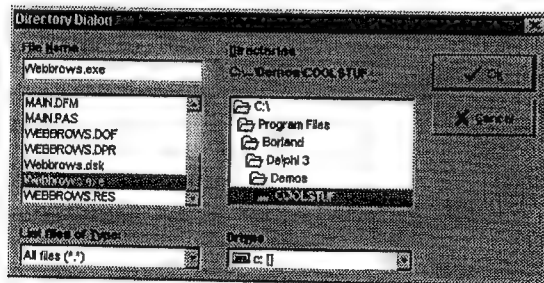 Directory Dialog
File Name
Webbrows.exe
MAIN.DFM
MAIN.PAS
WEBBROWS.DOF
WEBBROWS.DPR
Webbrows.dsk
Webbrows.exe
WEBBROWS.RES
List files of Type:
All files (*.*)
Directories
C:\...\Demos\COOLSTUF
C:\
Program Files
Borland
Delphi 3
Demos
COOLSTUF
Drives
c: []
Ok
Cancel